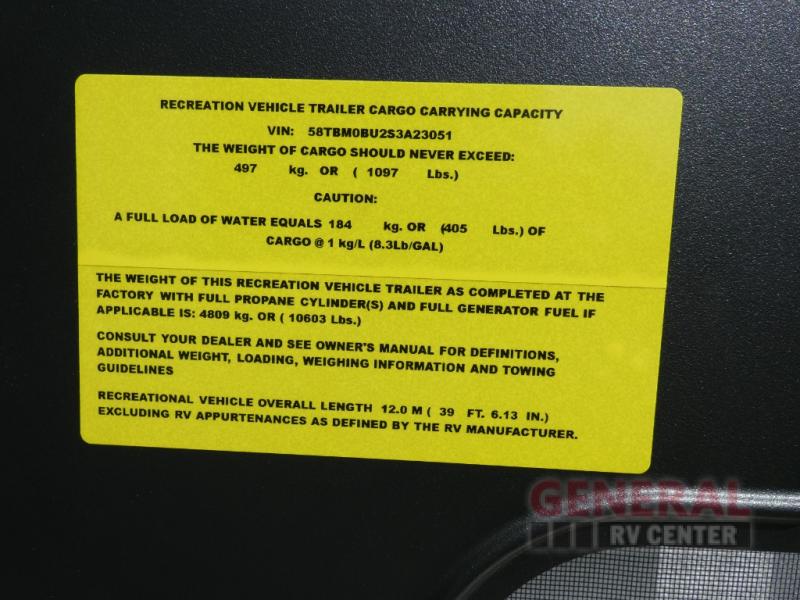 RECREATION VEHICLE TRAILER CARGO CARRYING CAPACITY
VIN: 58TBM0BU2S3A23051
THE WEIGHT OF CARGO SHOULD NEVER EXCEED:
497 kg. OR ( 1097 Lbs.)
CAUTION:
A FULL LOAD OF WATER EQUALS 184 kg. OR (405 Lbs.) OF
CARGO @ 1 kg/L (8.3Lb/GAL)
THE WEIGHT OF THIS RECREATION VEHICLE TRAILER AS COMPLETED AT THE
FACTORY WITH FULL PROPANE CYLINDER(S) AND FULL GENERATOR FUEL IF
APPLICABLE IS: 4809 kg. OR ( 10603 Lbs.)
CONSULT YOUR DEALER AND SEE OWNER'S MANUAL FOR DEFINITIONS,
ADDITIONAL WEIGHT, LOADING, WEIGHING INFORMATION AND TOWING
GUIDELINES
RECREATIONAL VEHICLE OVERALL LENGTH 12.0 M ( 39 FT. 6.13 IN.)
EXCLUDING RV APPURTENANCES AS DEFINED BY THE RV MANUFACTURER.
GENERAL
RV CENTER